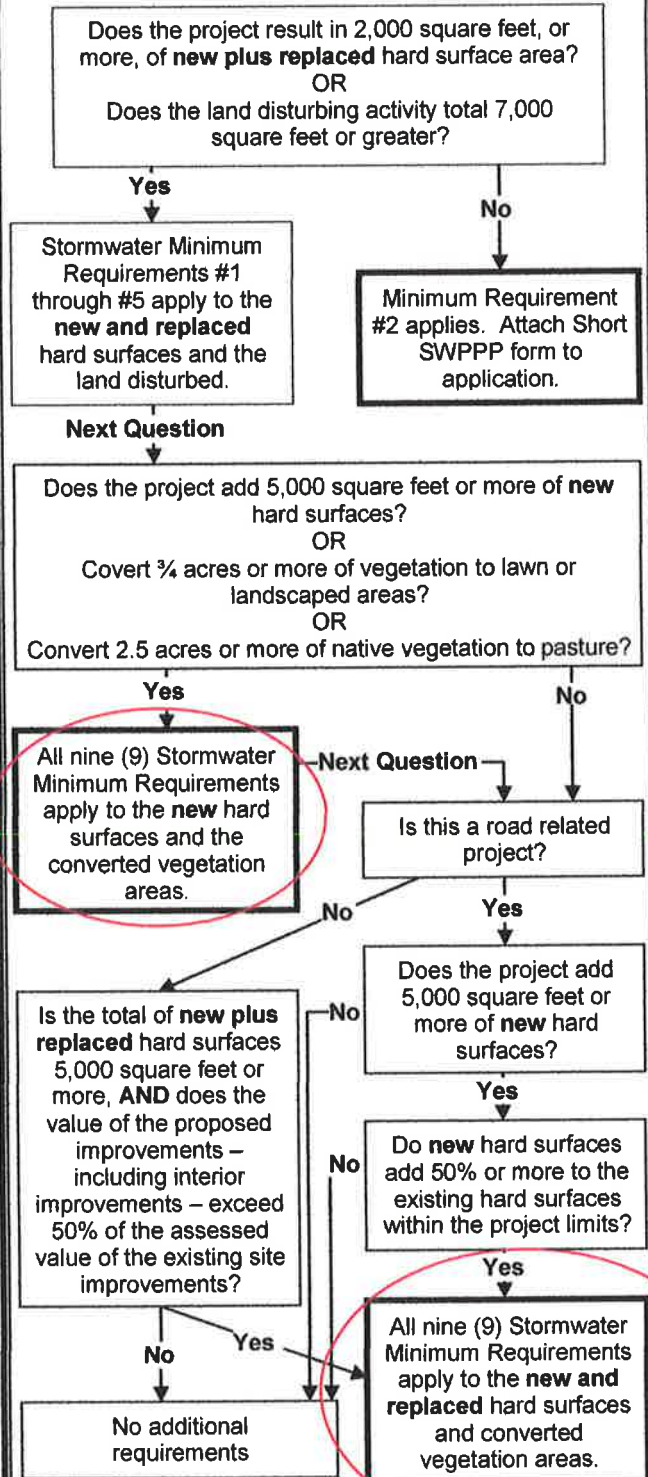 Does the project result in 2,000 square feet, or
more, of new plus replaced hard surface area?
OR
Does the land disturbing activity total 7,000
square feet or greater?
Yes
No
Stormwater Minimum
Requirements #1
through #5 apply to the
new and replaced
hard surfaces and the
land disturbed.
Minimum Requirement
#2 applies. Attach Short
SWPPP form to
application.
Next Question
Does the project add 5,000 square feet or more of new
hard surfaces?
OR
Covert ¾ acres or more of vegetation to lawn or
landscaped areas?
OR
Convert 2.5 acres or more of native vegetation to pasture?
Yes
No
All nine (9) Stormwater
Minimum Requirements
apply to the new hard
surfaces and the
converted vegetation
areas.
Next Question
Is this a road related
project?
No
Yes
Does the project add
5,000 square feet or
more of new hard
surfaces?
No
Yes
Is the total of new plus
replaced hard surfaces
5,000 square feet or
more, AND does the
value of the proposed
improvements –
including interior
improvements – exceed
50% of the assessed
value of the existing site
improvements?
No
Do new hard surfaces
add 50% or more to the
existing hard surfaces
within the project limits?
Yes
No
Yes
No additional
requirements
All nine (9) Stormwater
Minimum Requirements
apply to the new and
replaced hard surfaces
and converted
vegetation areas.